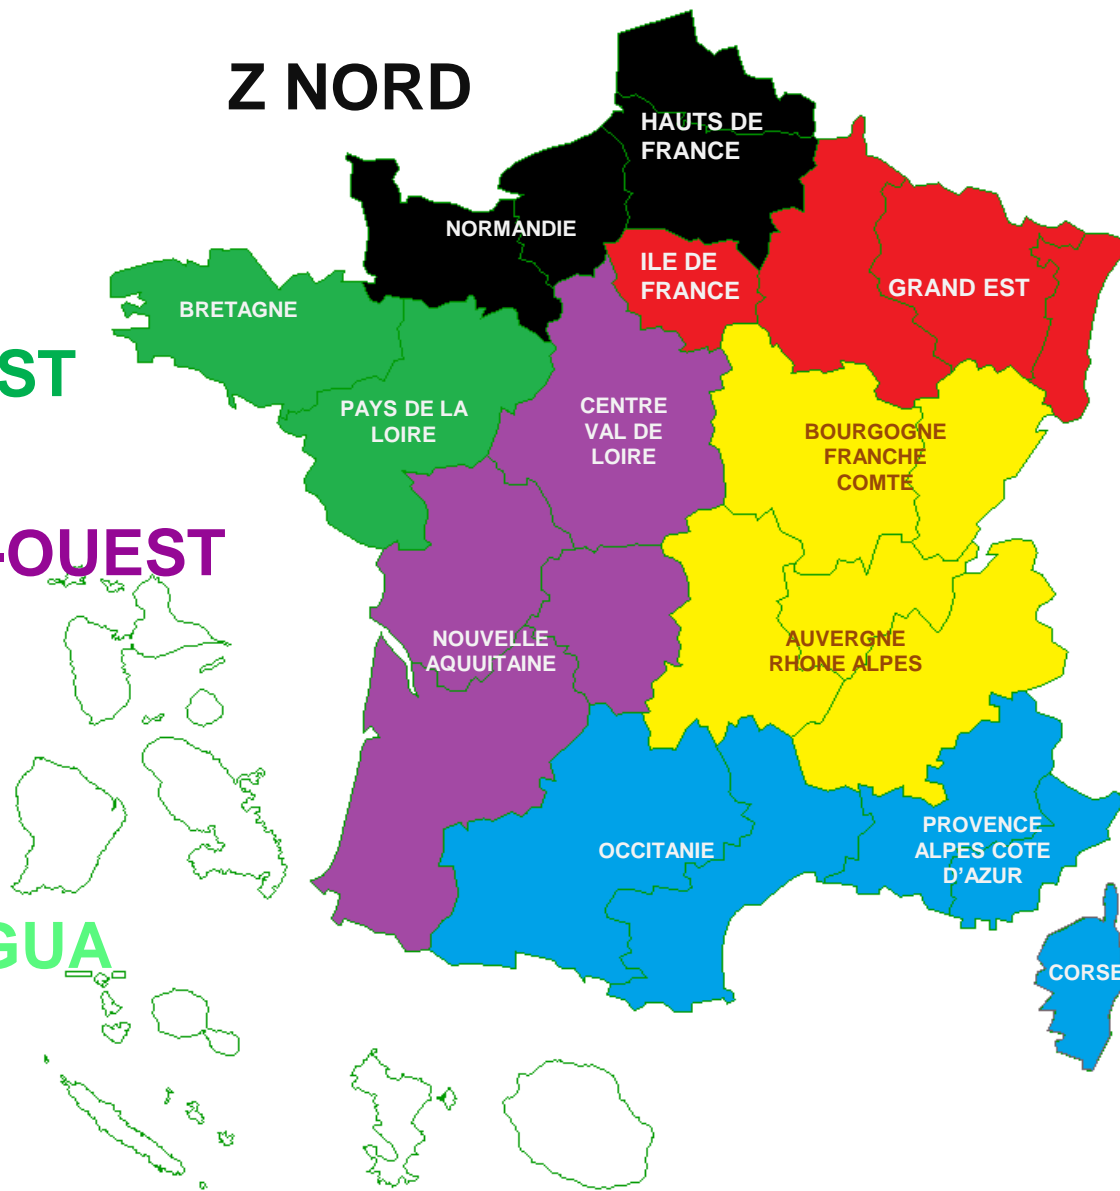 Z NORD
HAUTS DE
FRANCE
NORMANDIE
ILE DE
FRANCE
GRAND EST
BRETAGNE
ST
PAYS DE LA
LOIRE
CENTRE
VAL DE
LOIRE
BOURGOGNE
FRANCHE
COMTE
-OUEST
NOUVELLE
AQUUITAINE
AUVERGNE
RHONE ALPES
OCCITANIE
PROVENCE
ALPES COTE
D'AZUR
GUA
CORSE